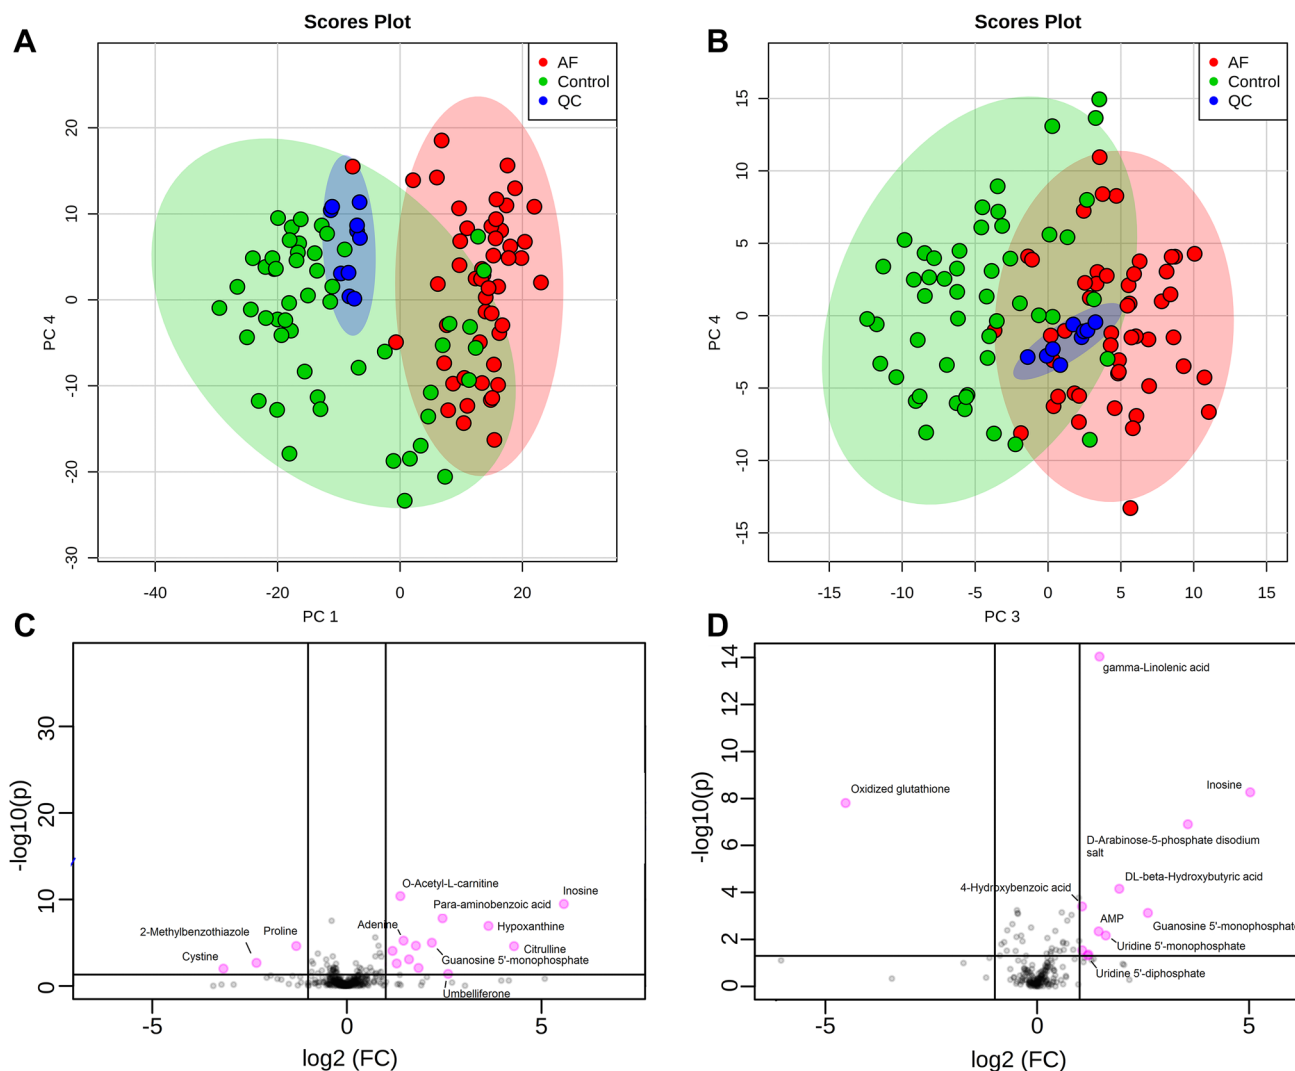 A
Scores Plot
AF
Control
QC
20
10
0
-10
-20
-30
PC 4
-40
-20
0
20
PC 1
B
Scores Plot
AF
Control
QC
15
10
5
0
-5
-10
-15
PC 4
-15
-10
-5
0
5
10
15
PC 3
C
30
20
10
0
-log10(p)
O-Acetyl-L-carnitine
Para-aminobenzoic acid
Inosine
Adenine
Hypoxanthine
2-Methylbenzothiazole
Proline
Citrulline
Cystine
Guanosine 5'-monophosphate
Umbelliferone
-5
0
5
log2 (FC)
D
14
12
10
8
6
4
2
0
-log10(p)
gamma-Linolenic acid
Oxidized glutathione
Inosine
D-Arabinose-5-phosphate disodium
salt
DL-beta-Hydroxybutyric acid
4-Hydroxybenzoic acid
AMP
Guanosine 5'-monophosphate
Uridine 5'-monophosphate
Uridine 5'-diphosphate
-5
0
5
log2 (FC)